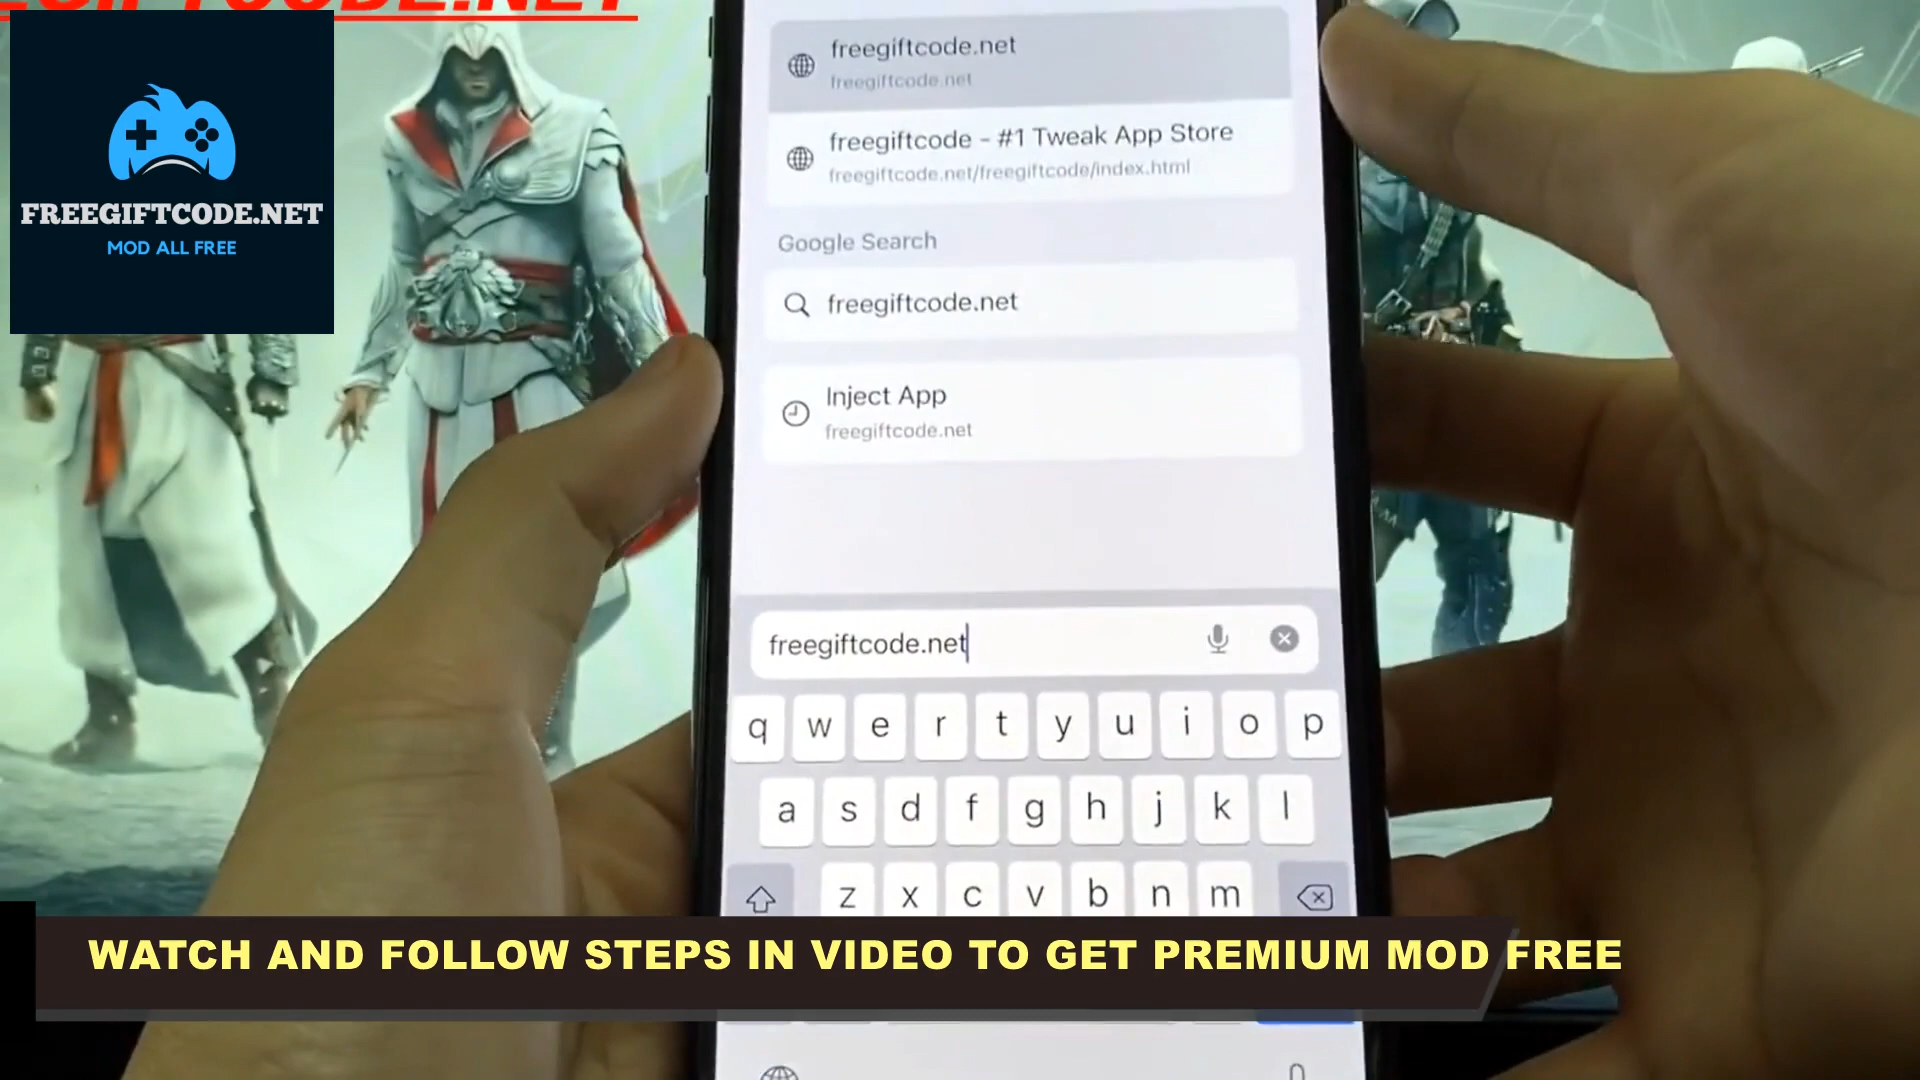 FREEGIFTCODE.NET
MOD ALL FREE
freegiftcode.net
freegiftcode.net
freegiftcode - #1 Tweak App Store
freegiftcode.net/freegiftcode/index.html
Google Search
freegiftcode.net
Inject App
freegiftcode.net
freegiftcode.net
q w e r t y u i o p
a s d f g h j k l
z x c v b n m
WATCH AND FOLLOW STEPS IN VIDEO TO GET PREMIUM MOD FREE